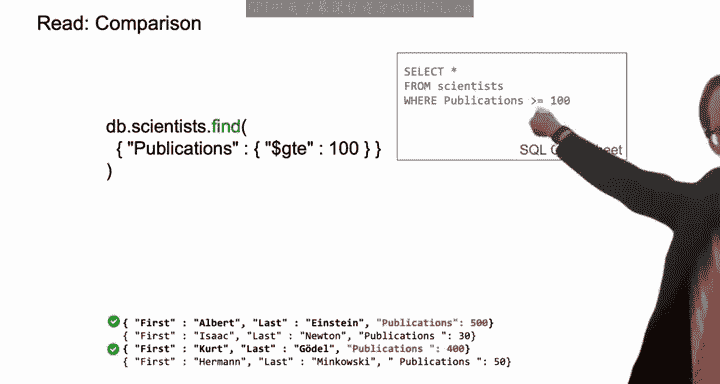 Read: Comparison
SELECT *
FROM scientists
WHERE Publications >= 100
db.scientists.find(
{ "Publications" : { "$gte" : 100 } }
)
SQL
{ "First" : "Albert", "Last" : "Einstein", "Publications": 500}
{ "First" : "Isaac", "Last" : "Newton", "Publications ": 30}
{ "First" : "Kurt", "Last" : "Gödel", "Publications ": 400}
{ "First" : "Hermann", "Last" : "Minkowski", " Publications ": 50}